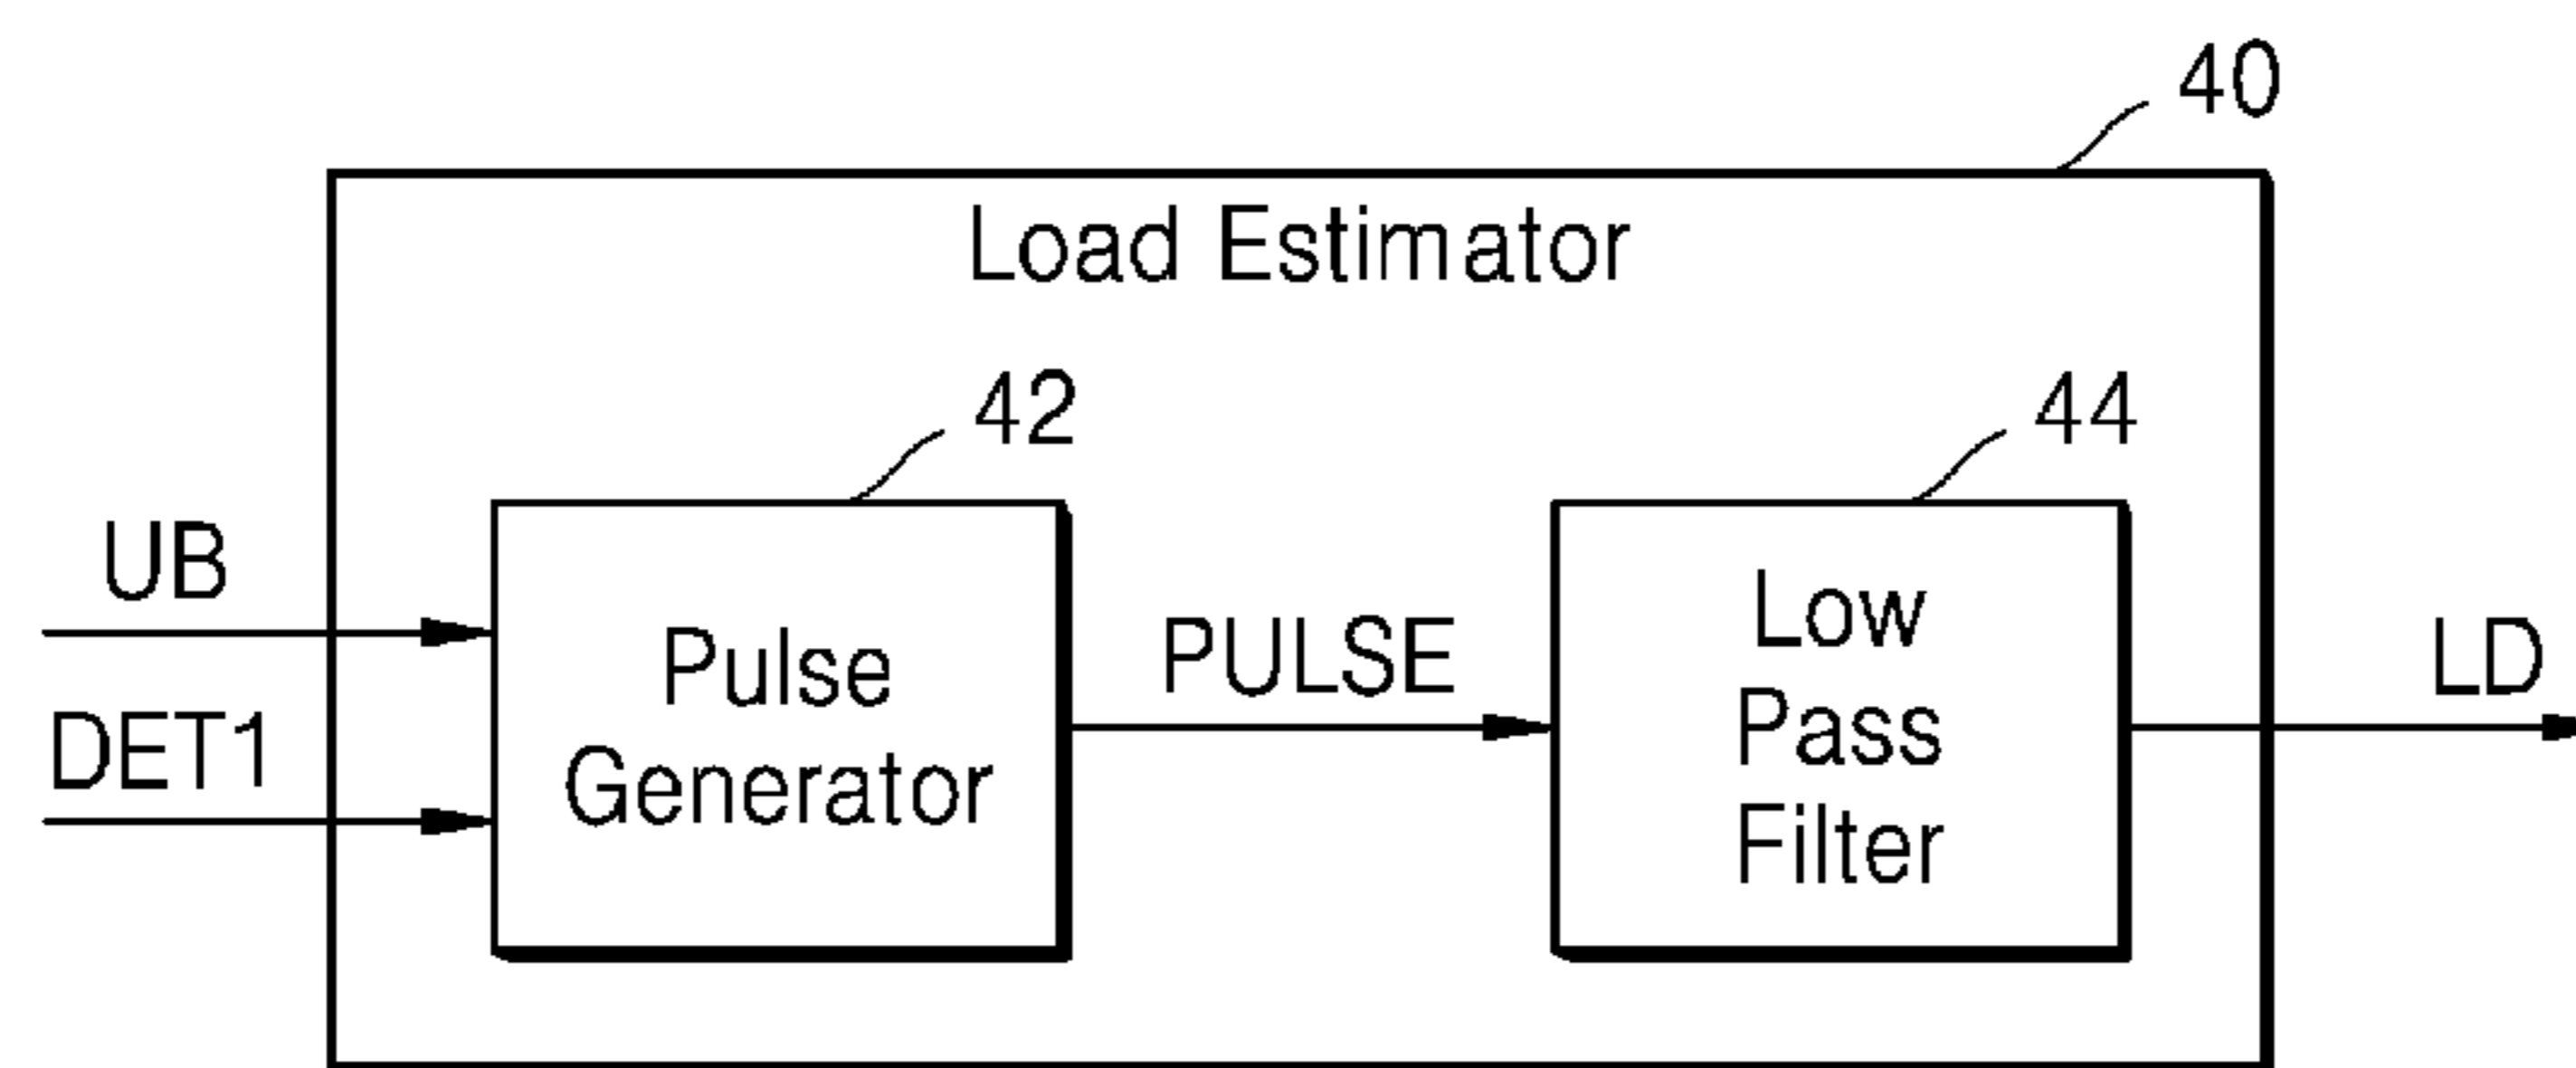 40
Load Estimator
42
44
UB
DET1
Pulse
Generator
PULSE
Low
Pass
Filter
LD